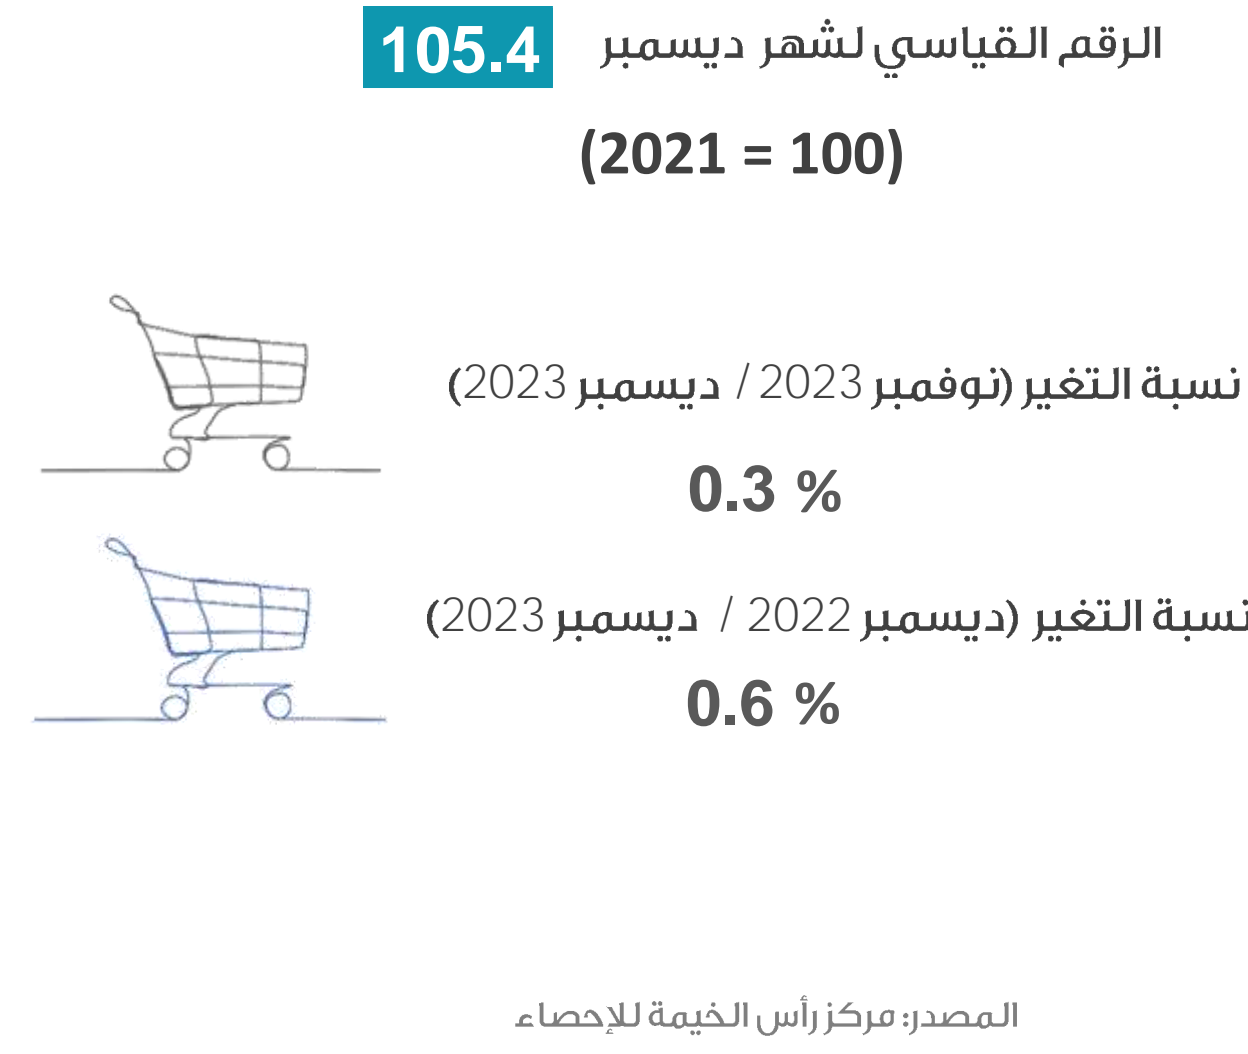 الرقم القياسي لشهر ديسمبر 105.4
(2021 = 100)
نسبة التغير (نوفمبر 2023 / ديسمبر 2023)
0.3 %
نسبة التغير (ديسمبر 2022 / ديسمبر 2023)
0.6 %
المصدر: مركز رأس الخيمة للإحصاء